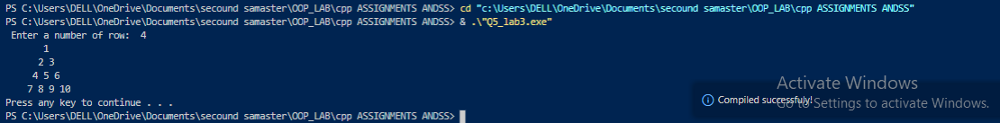 PS C:\Users\DELL\OneDrive\Documents\secound samaster\OOP_LAB\cpp ASSIGNMENTS ANDSS> cd "c:\Users\DELL\OneDrive\Documents\secound samaster\OOP_LAB\cpp ASSIGNMENTS ANDSS"
PS C:\Users\DELL\OneDrive\Documents\secound samaster\OOP_LAB\cpp ASSIGNMENTS ANDSS> & .\"Q5_lab3.exe"
Enter a number of row: 4
1
2 3
4 5 6
7 8 9 10
Press any key to continue . . .
PS C:\Users\DELL\OneDrive\Documents\secound samaster\OOP_LAB\cpp ASSIGNMENTS ANDSS>
Activate Windows
Compiled successfuly!
Go to Settings to activate Windows.